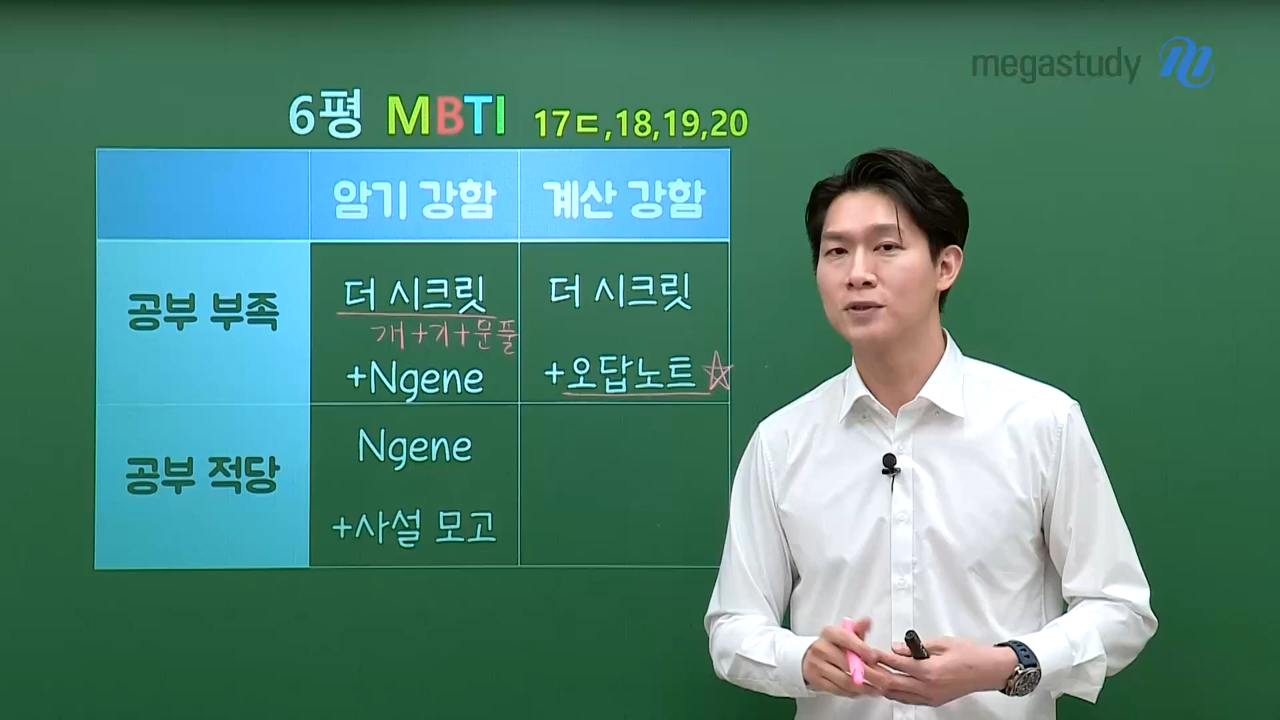 megastudy
6평 MBTI 17ㄷ,18,19,20
암기 강함 계산 강함
공부 부족
더 시크릿
개+기+문풀
+Ngene
더 시크릿
+오답노트
공부 적당
Ngene
+사설 모고